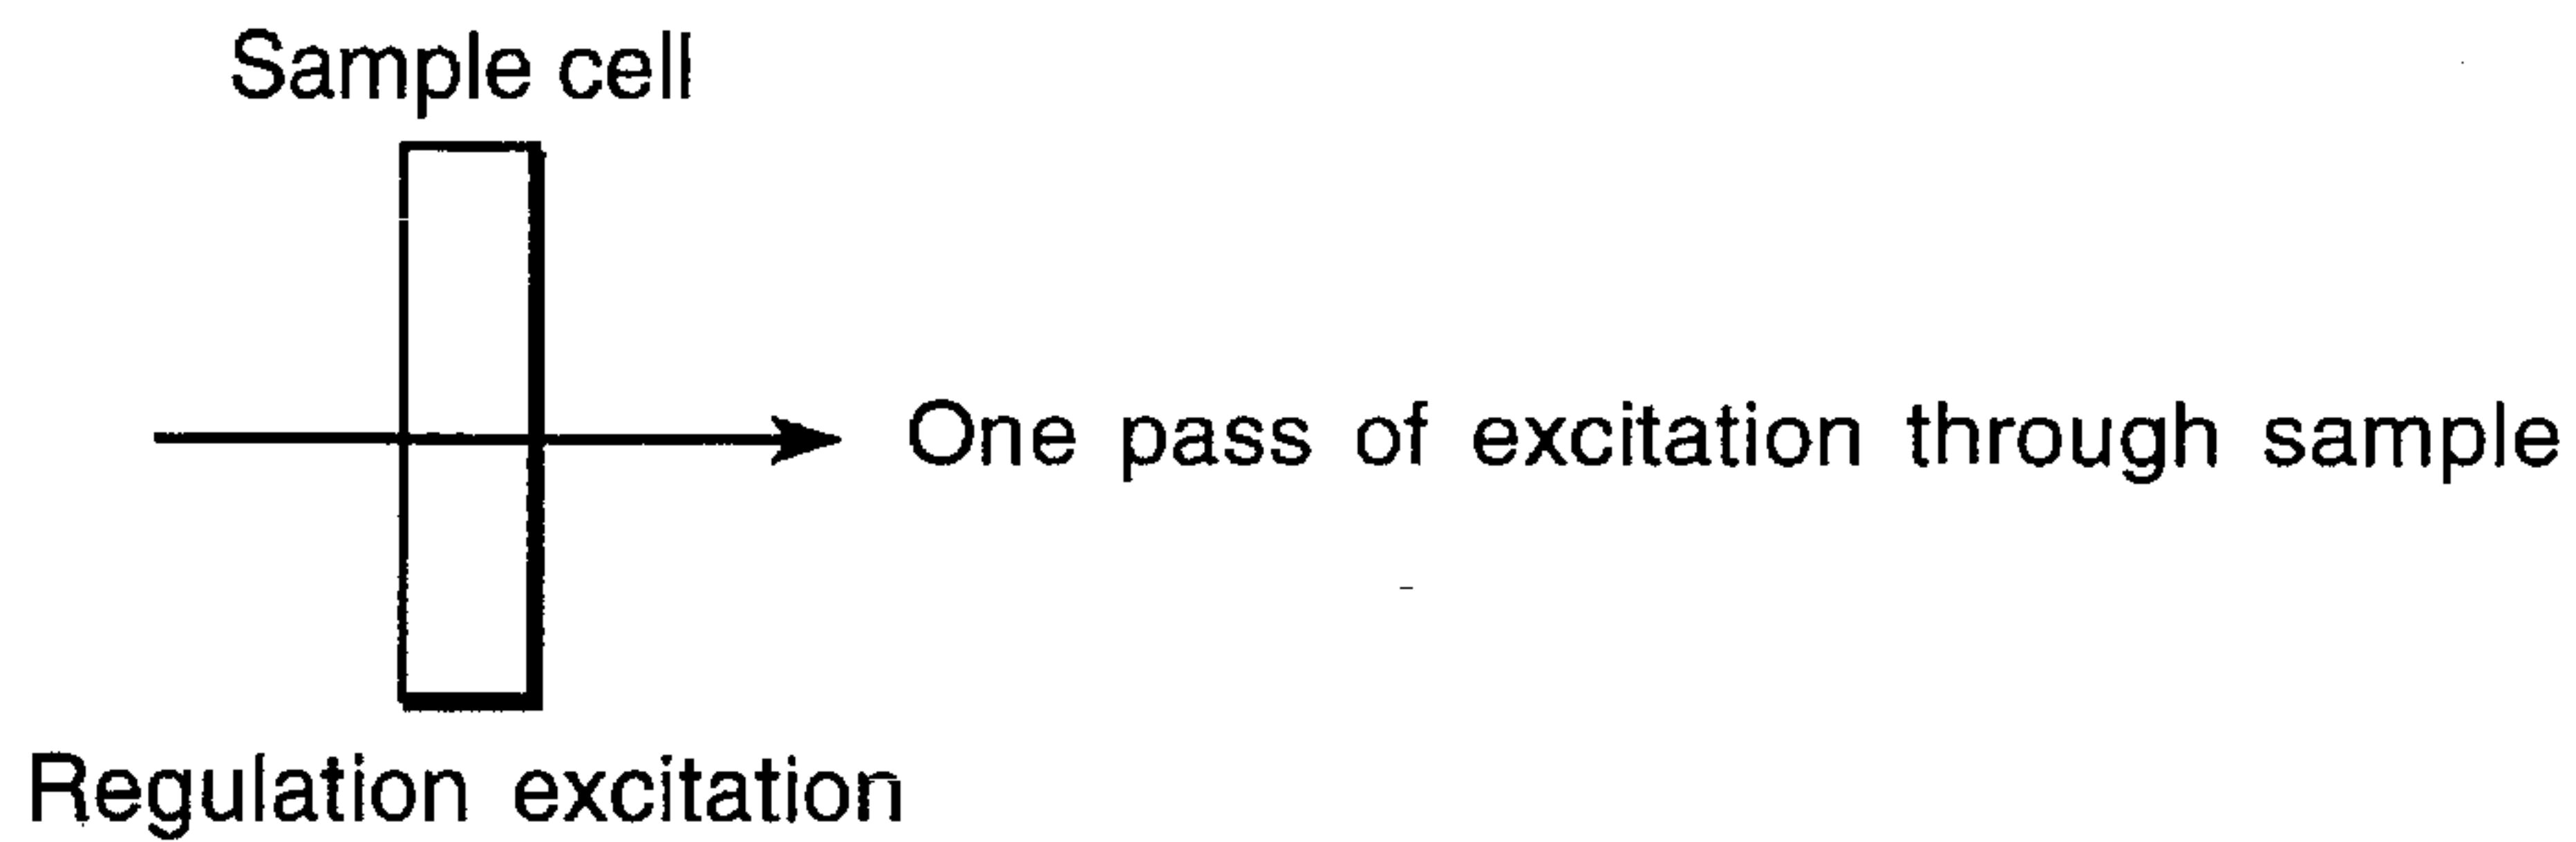 Sample cell
One pass of excitation through sample
Regulation excitation